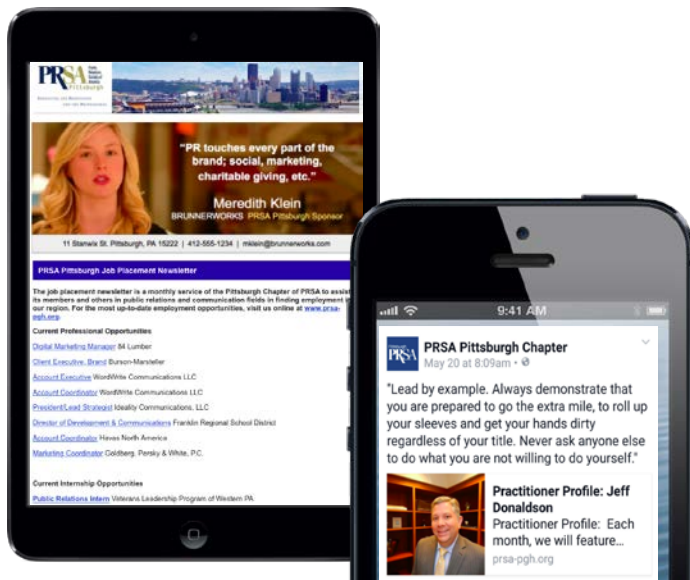 PRSA
Pittsburgh
"PR touches every part of the
brand; social, marketing,
charitable giving, etc."
Meredith Klein
BRUNNERWORKS PRSA Pittsburgh Sponsor
11 Stanwix St. Pittsburgh, PA 15222 | 412-555-1234 | mklein@brunnerworks.com
PRSA Pittsburgh Job Placement Newsletter
The job placement newsletter is a monthly service of the Pittsburgh Chapter of PRSA to assist
its members and others in public relations and communication fields in finding employment
our region. For the most up-to-date employment opportunities, visit us online at www.prsa-
pgh.org.
Current Professional Opportunities
Digital Marketing Manager 84 Lumber
Client Executive, Brand Burson-Marsteller
Account Executive WordWrite Communications LLC
Account Coordinator WordWrite Communications LLC
President/Lead Strategist Ideality Communications, LLC
Director of Development & Communications Franklin Regional School District
Account Coordinator Havas North America
Marketing Coordinator Goldberg, Persky & White, P.C.
Current Internship Opportunities
Public Relations Intern Veterans Leadership Program of Western PA
9:41 AM
PRSA
PRSA Pittsburgh Chapter
May 20 at 8:09am •
"Lead by example. Always demonstrate that
you are prepared to go the extra mile, to roll up
your sleeves and get your hands dirty
regardless of your title. Never ask anyone else
to do what you are not willing to do yourself."
Practitioner Profile: Jeff
Donaldson
Practitioner Profile: Each
month, we will feature...
prsa-pgh.org